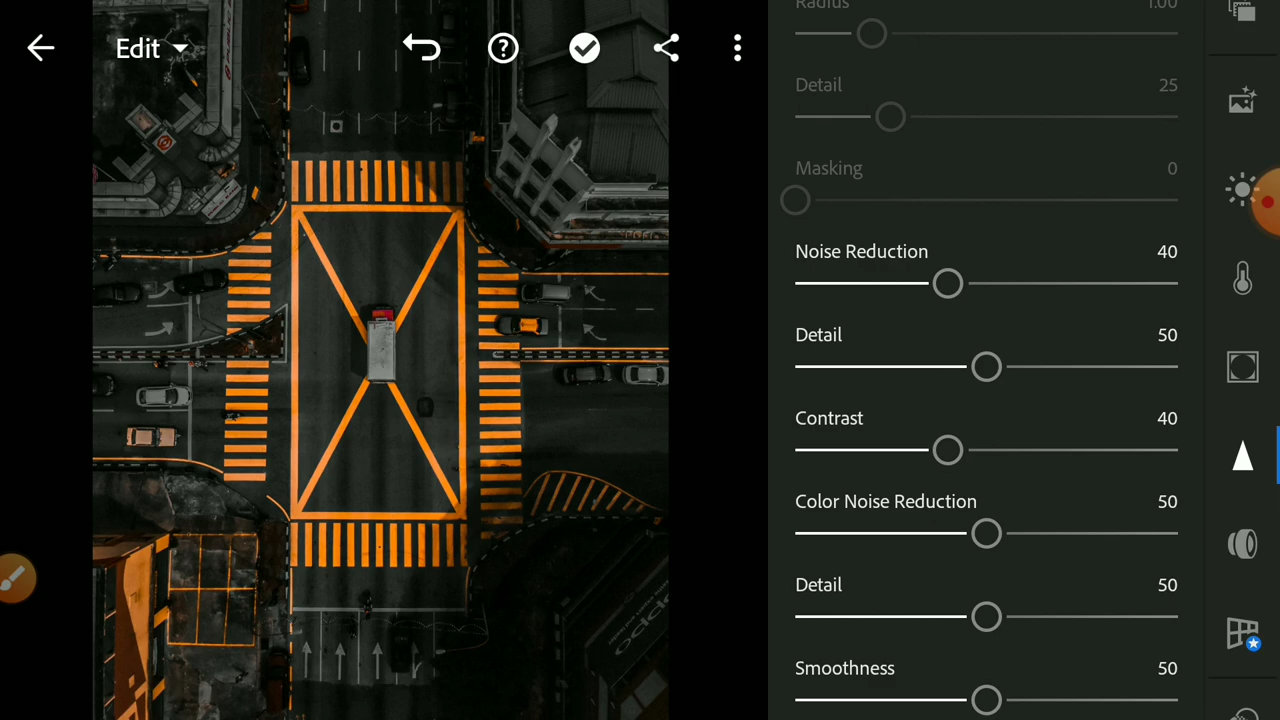 Edit
Radius 1.00
Detail 25
Masking 0
Noise Reduction 40
Detail 50
Contrast 40
Color Noise Reduction 50
Detail 50
Smoothness 50